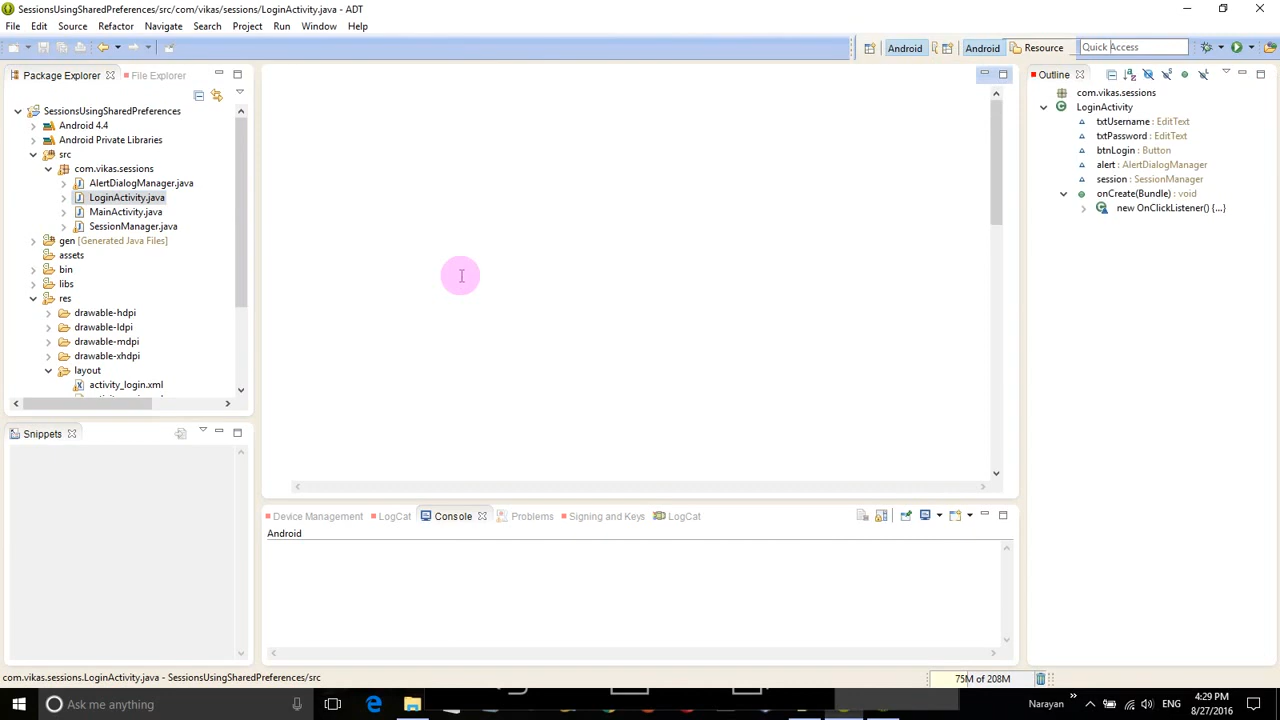 SessionsUsingSharedPreferences/src/com/vikas/sessions/LoginActivity.java - ADT
File Edit Source Refactor Navigate Search Project Run Window Help
Android Android Resource Quick Access
Package Explorer File Explorer
SessionsUsingSharedPreferences
Android 4.4
Android Private Libraries
src
com.vikas.sessions
AlertDialogManager.java
LoginActivity.java
MainActivity.java
SessionManager.java
gen [Generated Java Files]
assets
bin
libs
res
drawable-hdpi
drawable-ldpi
drawable-mdpi
drawable-xhdpi
layout
activity_login.xml
Snippets
Device Management LogCat Console Problems Signing and Keys LogCat
Android
Outline
com.vikas.sessions
LoginActivity
txtUsername : EditText
txtPassword : EditText
btnLogin : Button
alert : AlertDialogManager
session : SessionManager
onCreate(Bundle) : void
new OnClickListener() {...}
com.vikas.sessions.LoginActivity.java - SessionsUsingSharedPreferences/src
75M of 208M
Ask me anything
Narayan
ENG
4:29 PM
8/27/2016